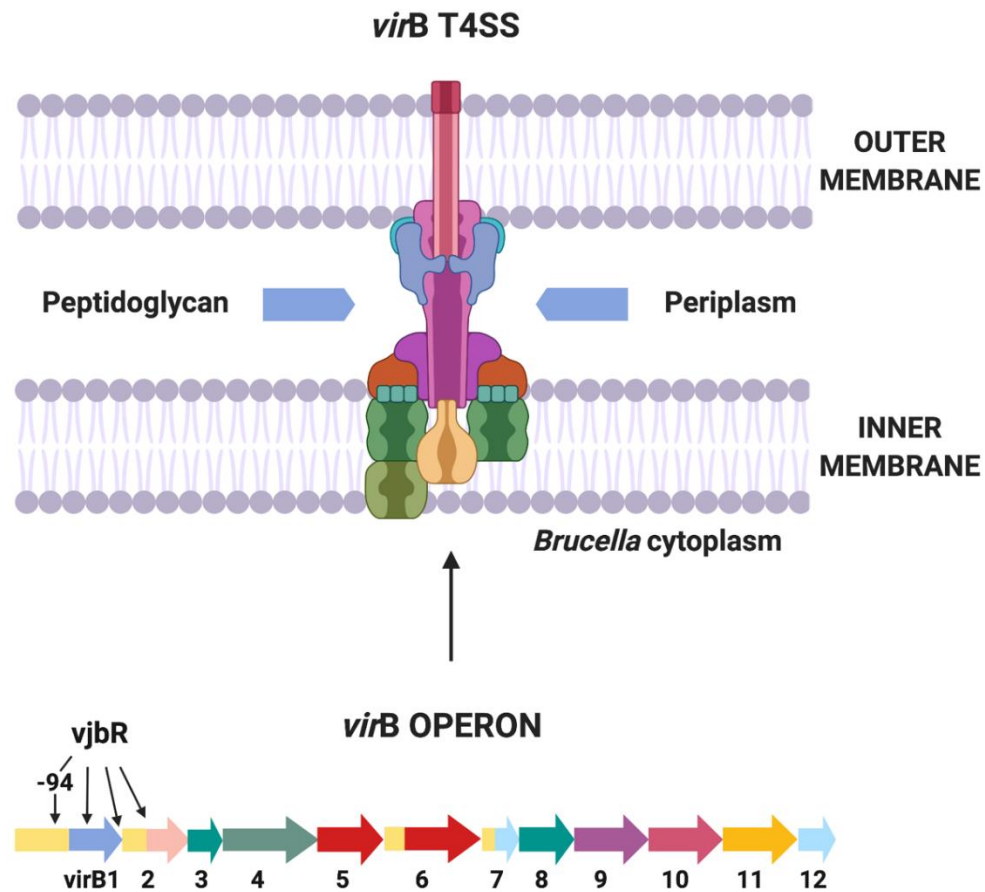 virB T4SS
OUTER
MEMBRANE
Peptidoglycan
Periplasm
INNER
MEMBRANE
Brucella cytoplasm
vjbR
virB OPERON
-94
virB1 2 3 4 5 6 7 8 9 10 11 12